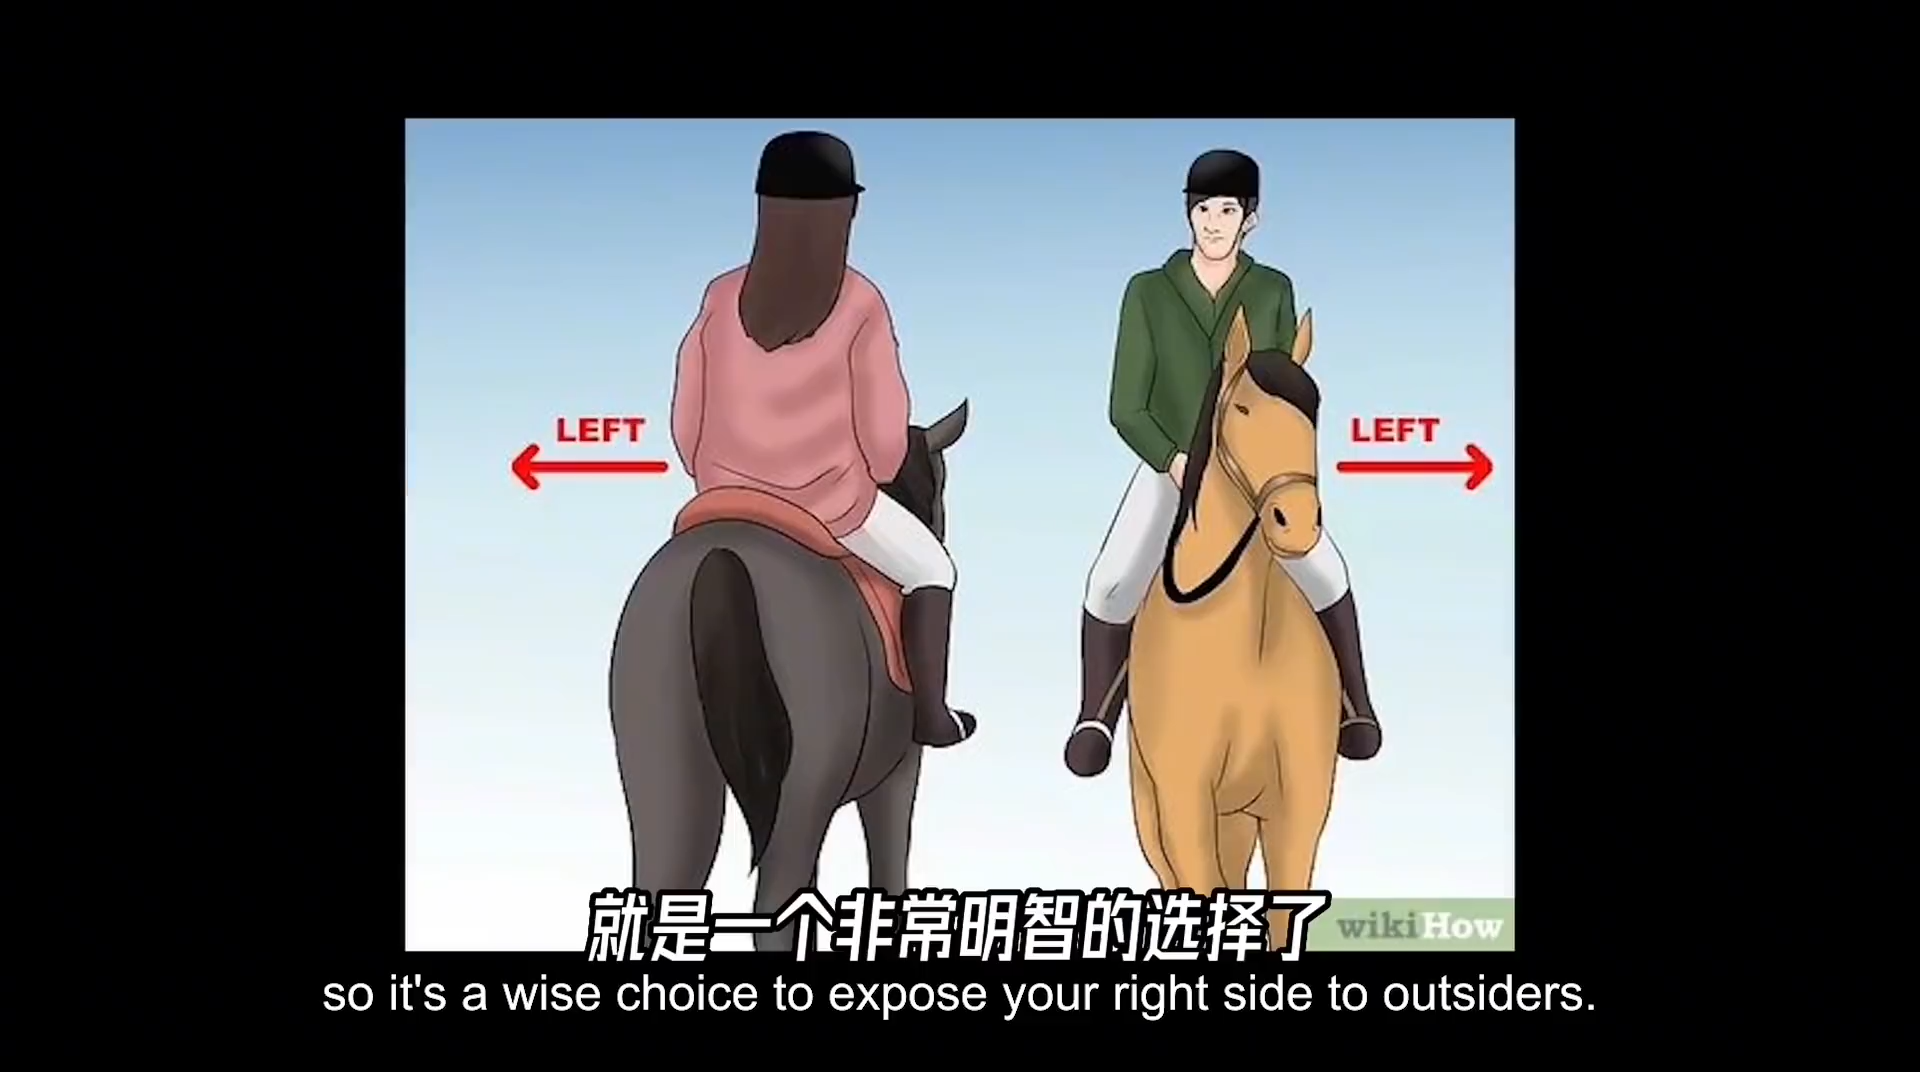 LEFT
LEFT
就是一个非常明智的选择了
wikiHow
so it's a wise choice to expose your right side to outsiders.